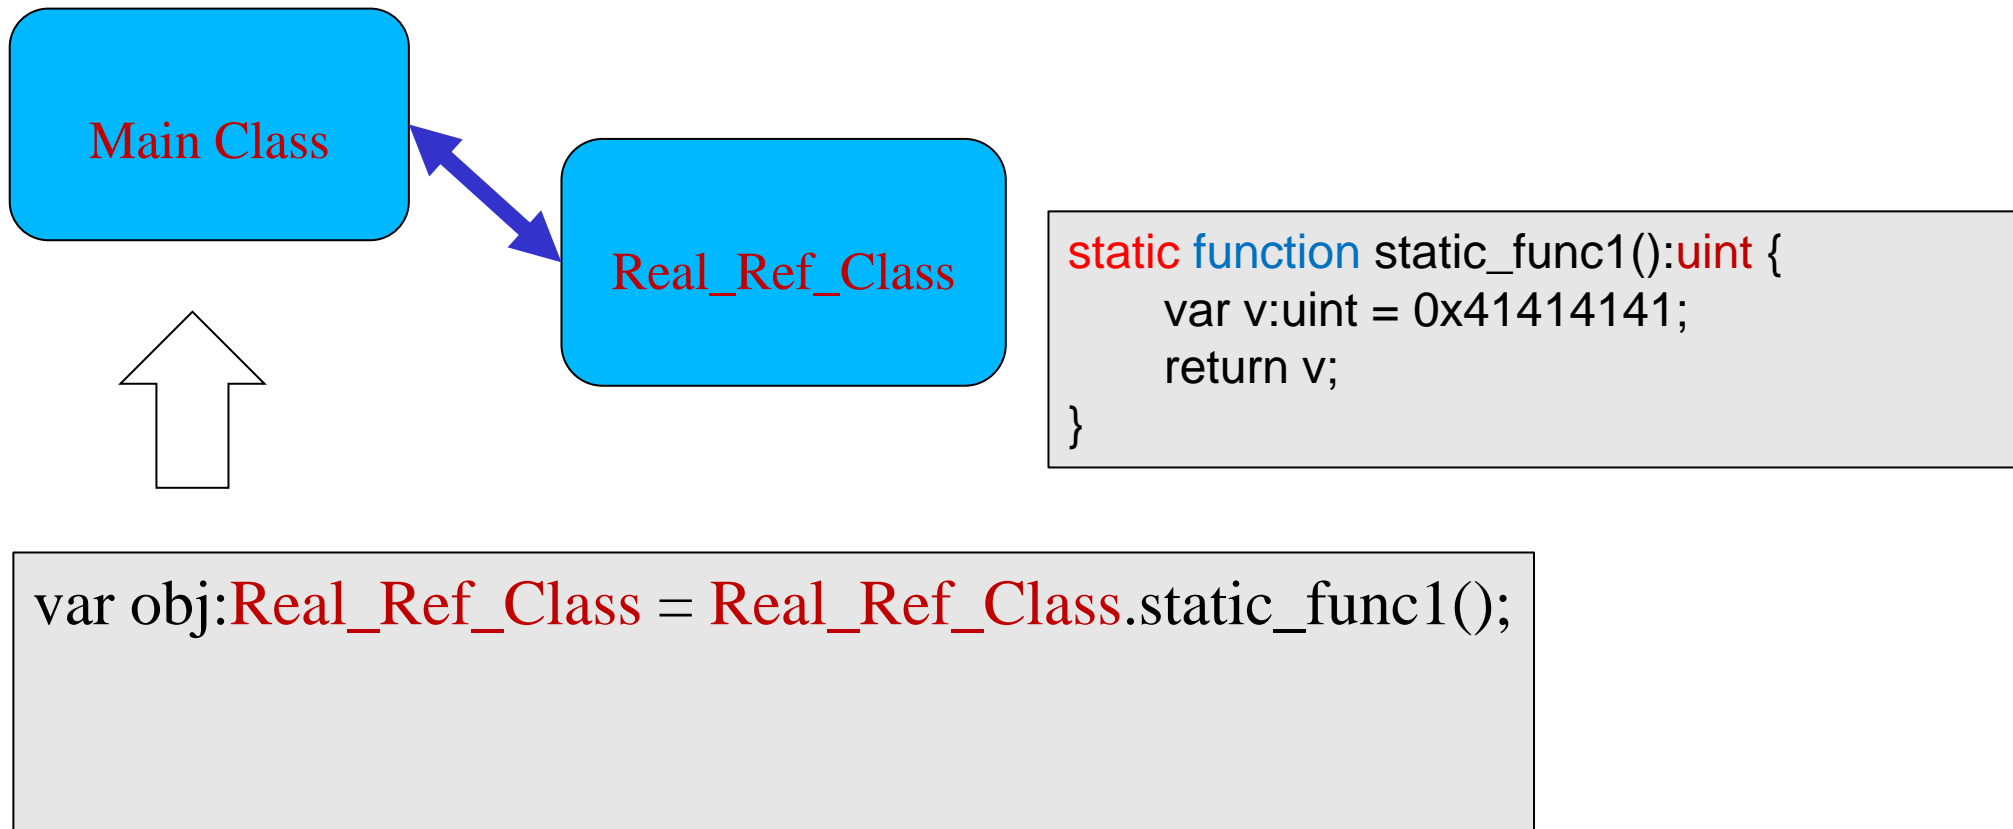 Main Class
Real_Ref_Class
static function static_func1():uint {
var v:uint = 0x41414141;
return v;
}
var obj:Real_Ref_Class = Real_Ref_Class.static_func1();